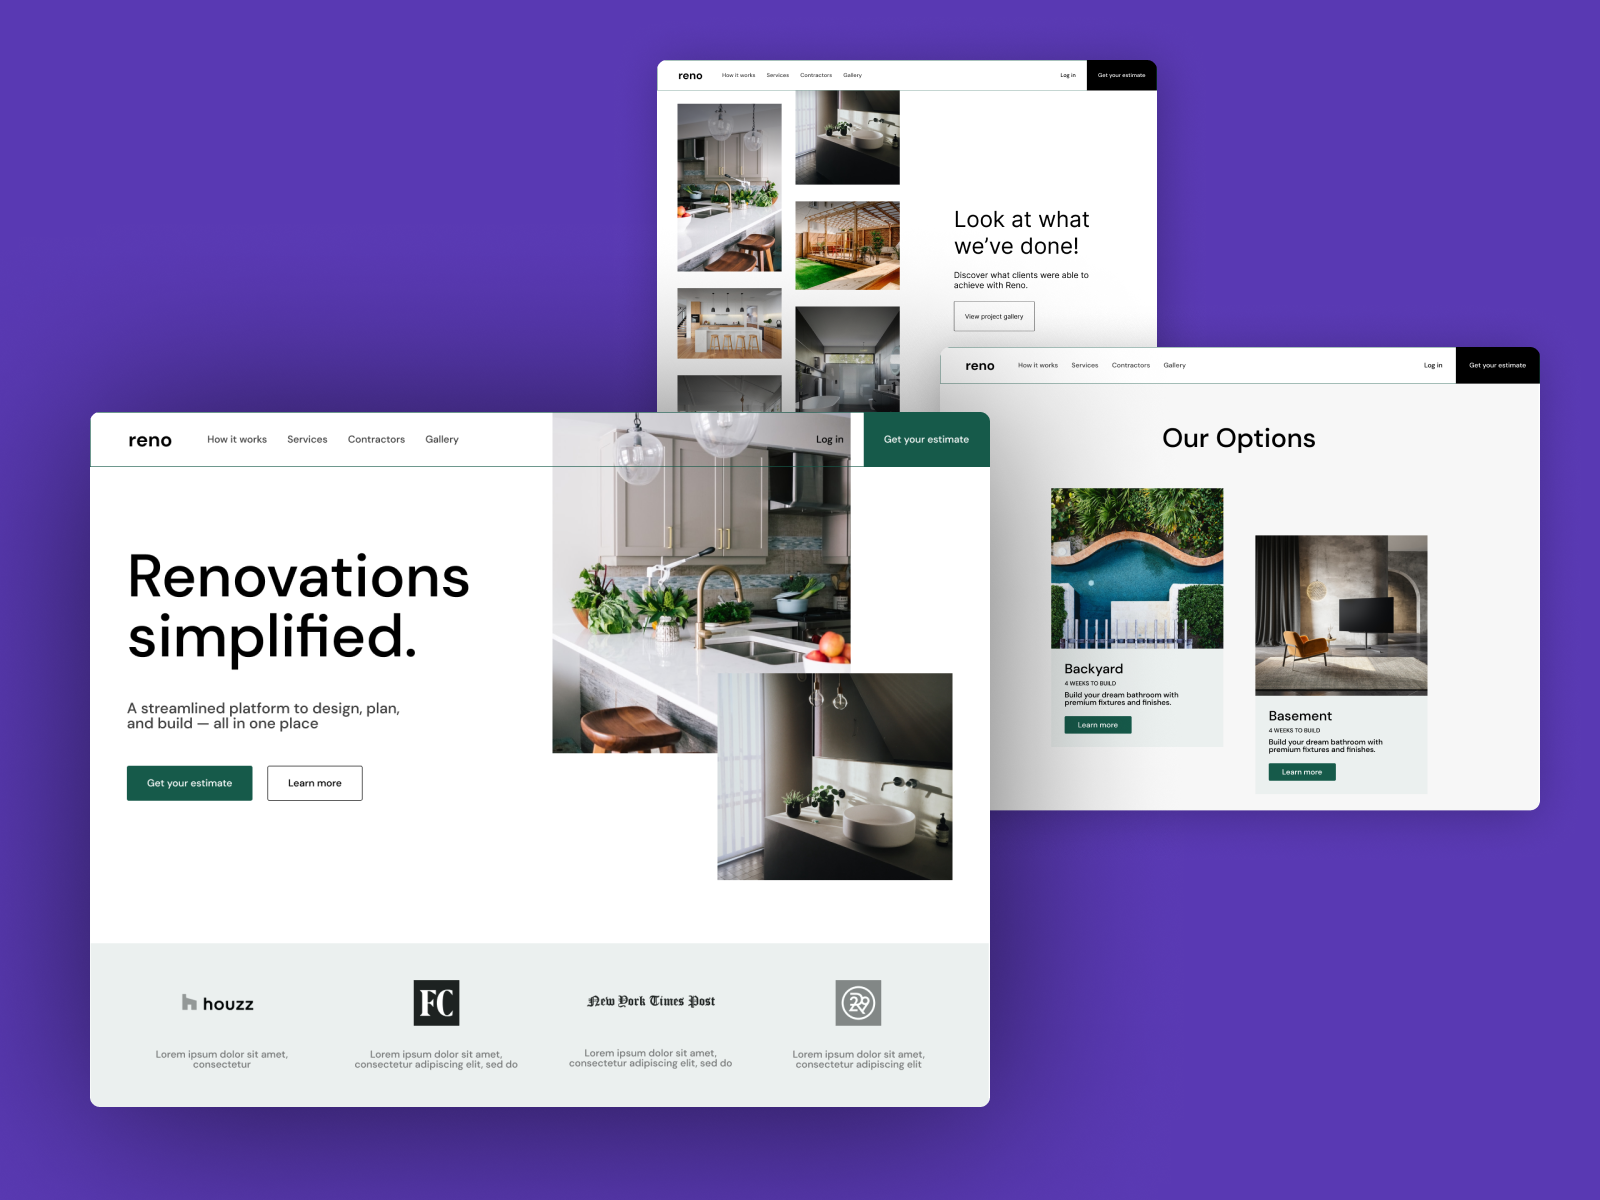 reno
How it works
Services
Contractors
Gallery
Log in
Get your estimate
Look at what
we've done!
Discover what clients were able to
achieve with Reno.
View project gallery
reno
How it works
Services
Contractors
Gallery
Log in
Get your estimate
Our Options
Backyard
4 WEEKS TO BUILD
Build your dream bathroom with
premium fixtures and finishes.
Learn more
Basement
4 WEEKS TO BUILD
Build your dream bathroom with
premium fixtures and finishes.
Learn more
reno
How it works
Services
Contractors
Gallery
Log in
Get your estimate
Renovations
simplified.
A streamlined platform to design, plan,
and build — all in one place
Get your estimate
Learn more
houzz
FC
New York Times Post
R29
Lorem ipsum dolor sit amet,
consectetur
Lorem ipsum dolor sit amet,
consectetur adipiscing elit, sed do
Lorem ipsum dolor sit amet,
consectetur adipiscing elit, sed do
Lorem ipsum dolor sit amet,
consectetur adipiscing elit